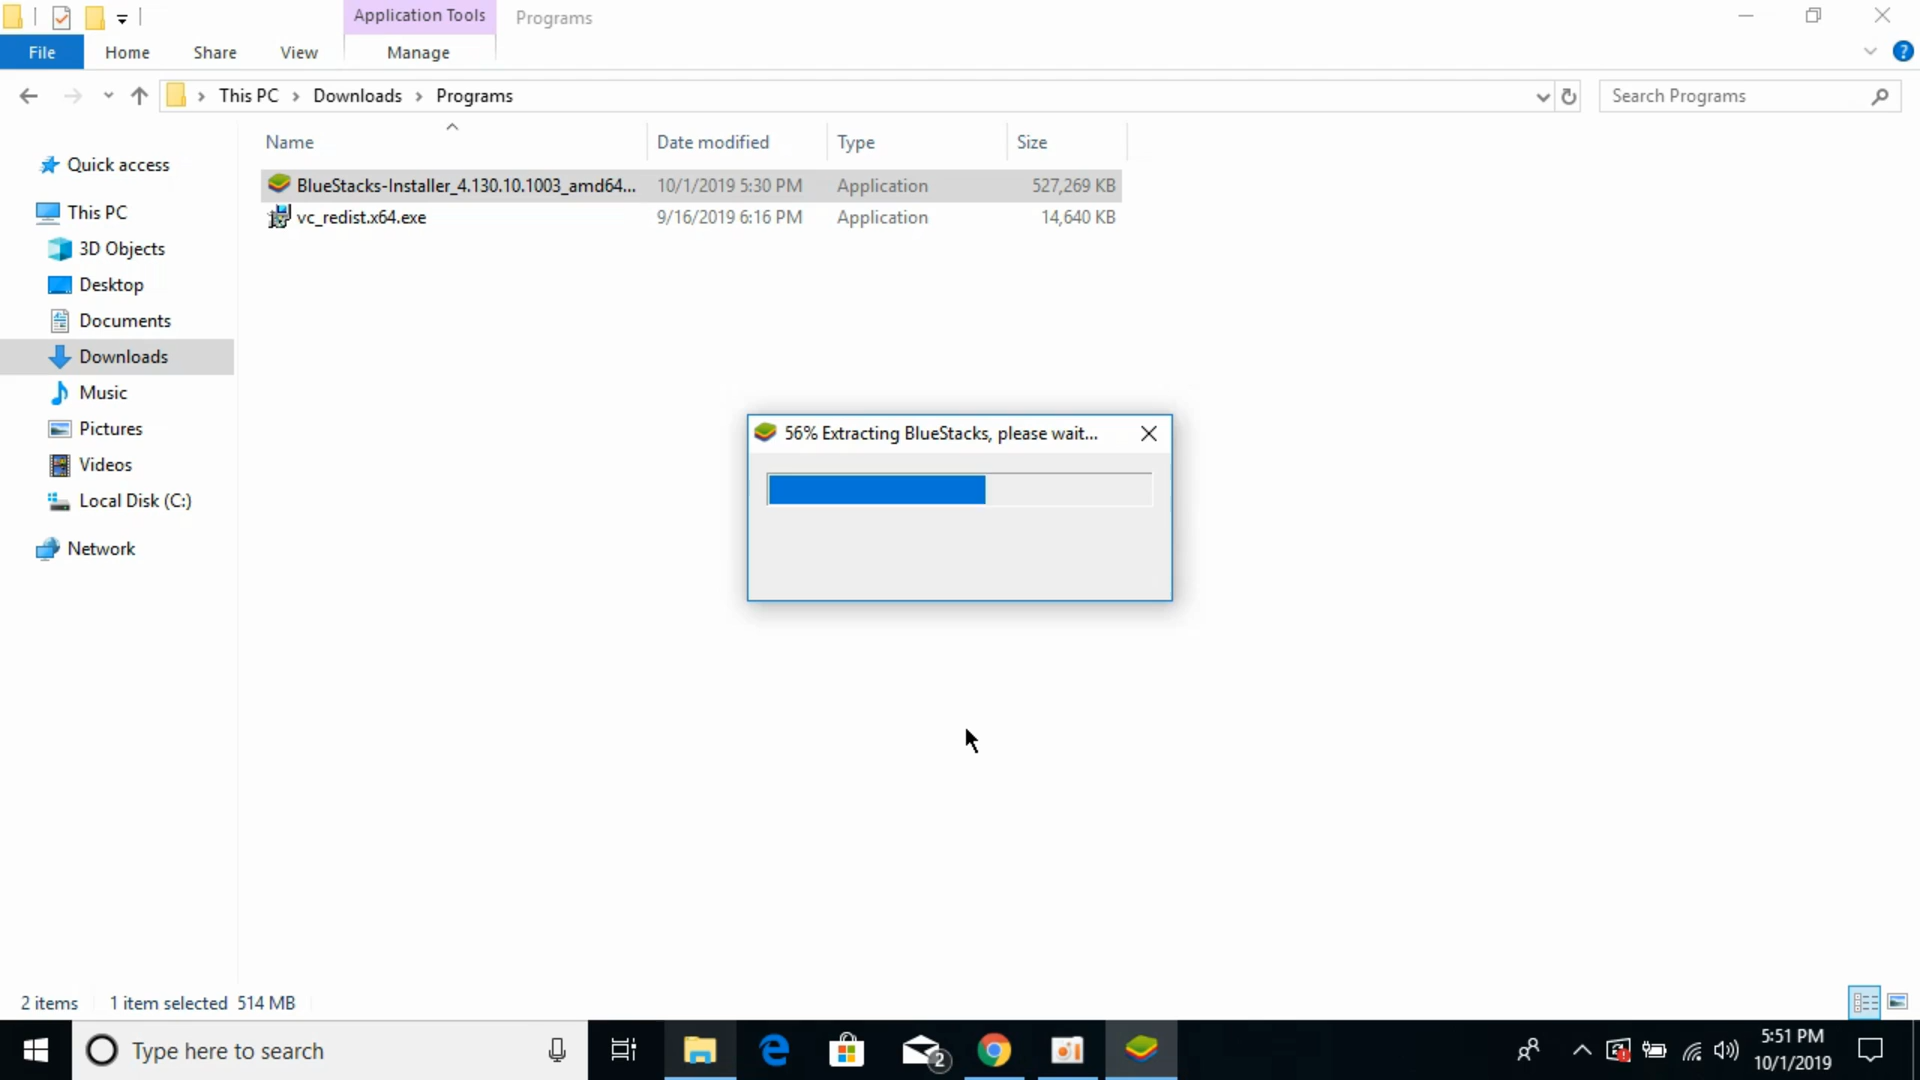 Application Tools
Programs
File
Home
Share
View
Manage
This PC
Downloads
Programs
Search Programs
Name
Date modified
Type
Size
Quick access
This PC
3D Objects
Desktop
Documents
Downloads
Music
Pictures
Videos
Local Disk (C:)
Network
BlueStacks-Installer_4.130.10.1003_amd64...
10/1/2019 5:30 PM
Application
527,269 KB
vc_redist.x64.exe
9/16/2019 6:16 PM
Application
14,640 KB
56% Extracting BlueStacks, please wait...
2 items
1 item selected 514 MB
Type here to search
2
5:51 PM
10/1/2019